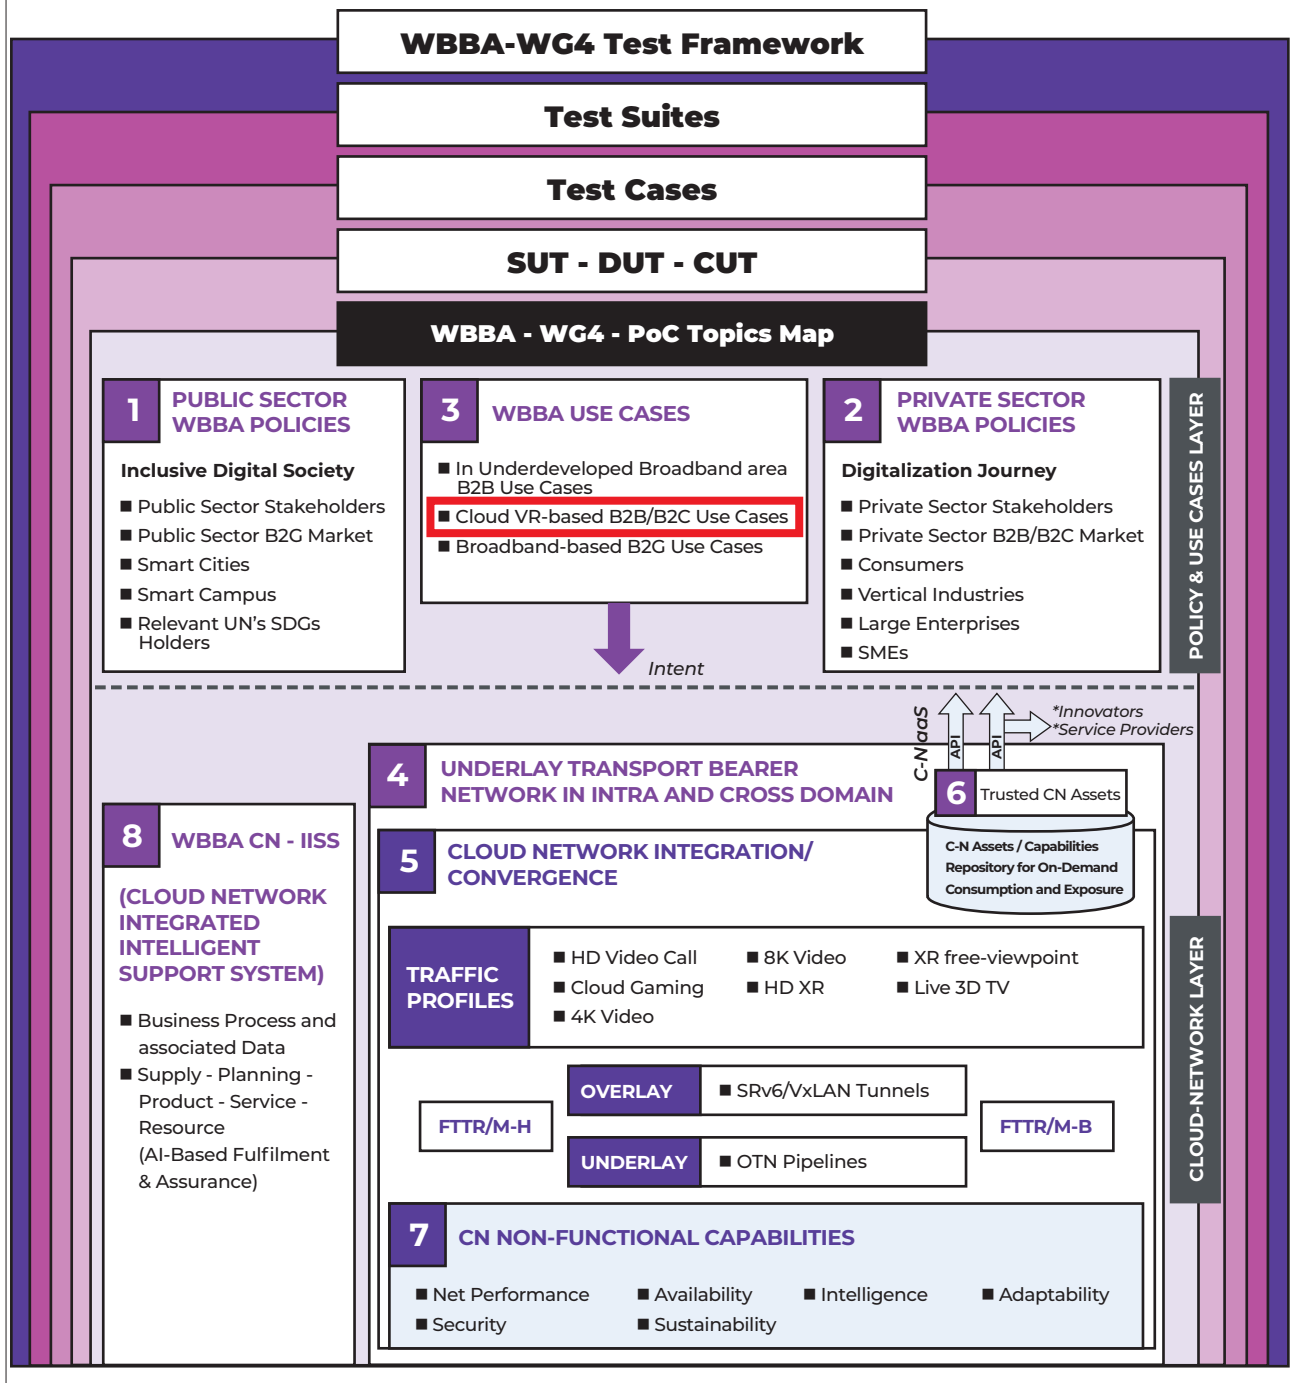 WBBA-WG4 Test Framework
Test Suites
Test Cases
SUT - DUT - CUT
WBBA - WG4 - PoC Topics Map
1
PUBLIC SECTOR
WBBA POLICIES
Inclusive Digital Society
■ Public Sector Stakeholders
■ Public Sector B2G Market
■ Smart Cities
■ Smart Campus
■ Relevant UN's SDGs
Holders
3
WBBA USE CASES
■ In Underdeveloped Broadband area
B2B Use Cases
■ Cloud VR-based B2B/B2C Use Cases
■ Broadband-based B2G Use Cases
2
PRIVATE SECTOR
WBBA POLICIES
Digitalization Journey
■ Private Sector Stakeholders
■ Private Sector B2B/B2C Market
■ Consumers
■ Vertical Industries
■ Large Enterprises
■ SMEs
POLICY & USE CASES LAYER
Intent
C-NaaS
API
API
*Innovators
*Service Providers
4
UNDERLAY TRANSPORT BEARER
NETWORK IN INTRA AND CROSS DOMAIN
6
Trusted CN Assets
C-N Assets / Capabilities
Repository for On-Demand
Consumption and Exposure
8
WBBA CN - IISS
(CLOUD NETWORK
INTEGRATED
INTELLIGENT
SUPPORT SYSTEM)
■ Business Process and
associated Data
■ Supply - Planning -
Product - Service -
Resource
(AI-Based Fulfilment
& Assurance)
5
CLOUD NETWORK INTEGRATION/
CONVERGENCE
TRAFFIC
PROFILES
■ HD Video Call
■ Cloud Gaming
■ 4K Video
■ 8K Video
■ HD XR
■ XR free-viewpoint
■ Live 3D TV
FTTR/M-H
OVERLAY
■ SRv6/VxLAN Tunnels
UNDERLAY
■ OTN Pipelines
FTTR/M-B
7
CN NON-FUNCTIONAL CAPABILITIES
■ Net Performance
■ Availability
■ Intelligence
■ Adaptability
■ Security
■ Sustainability
CLOUD-NETWORK LAYER